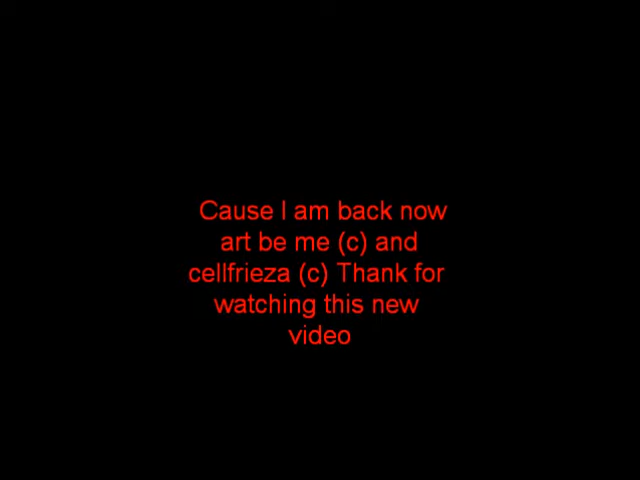 Cause I am back now
art be me (c) and
cellfrieza (c) Thank for
watching this new
video